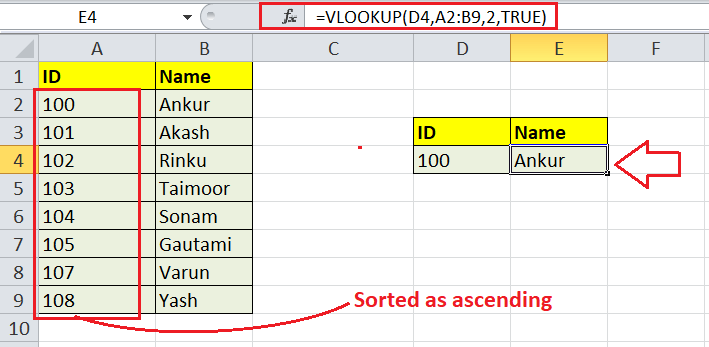 E4 fx =VLOOKUP(D4,A2:B9,2,TRUE)
A B C D E F
1 ID Name
2 100 Ankur
3 101 Akash ID Name
4 102 Rinku 100 Ankur
5 103 Taimoor
6 104 Sonam
7 105 Gautami
8 107 Varun
9 108 Yash Sorted as ascending
10